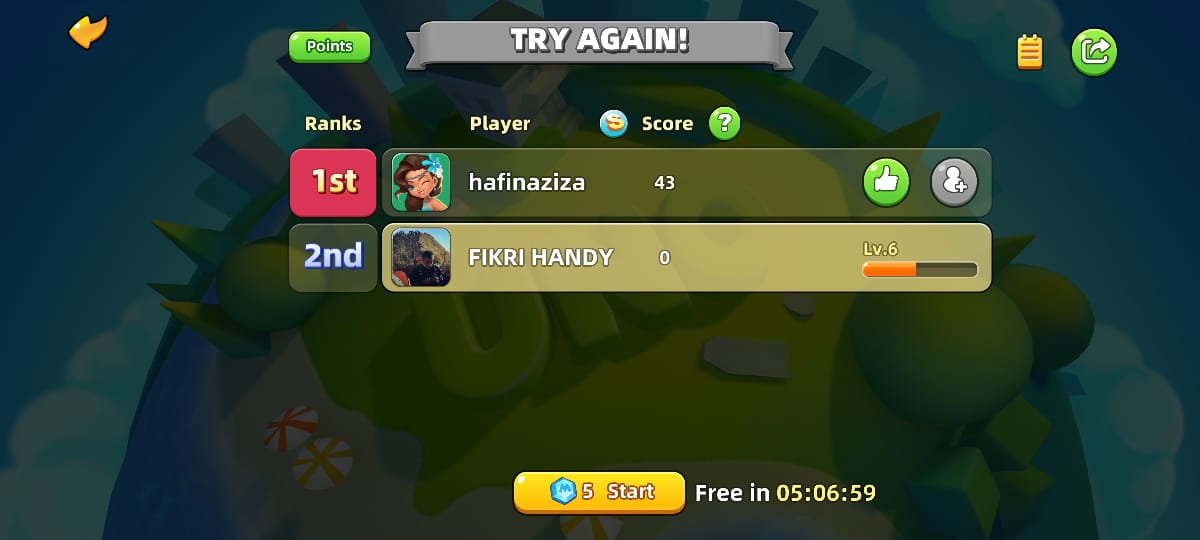 Points
TRY AGAIN!
Ranks Player Score ?
1st hafinaziza 43
2nd FIKRI HANDY 0 Lv.6
UNO
5 Start Free in 05:06:59